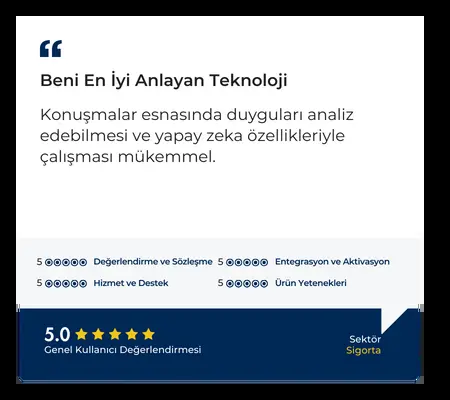 Beni En İyi Anlayan Teknoloji
Konuşmalar esnasında duyguları analiz
edebilmesi ve yapay zeka özellikleriyle
çalışması mükemmel.
5 Değerlendirme ve Sözleşme
5 Entegrasyon ve Aktivasyon
5 Hizmet ve Destek
5 Ürün Yetenekleri
5.0
Genel Kullanıcı Değerlendirmesi
Sektör
Sigorta